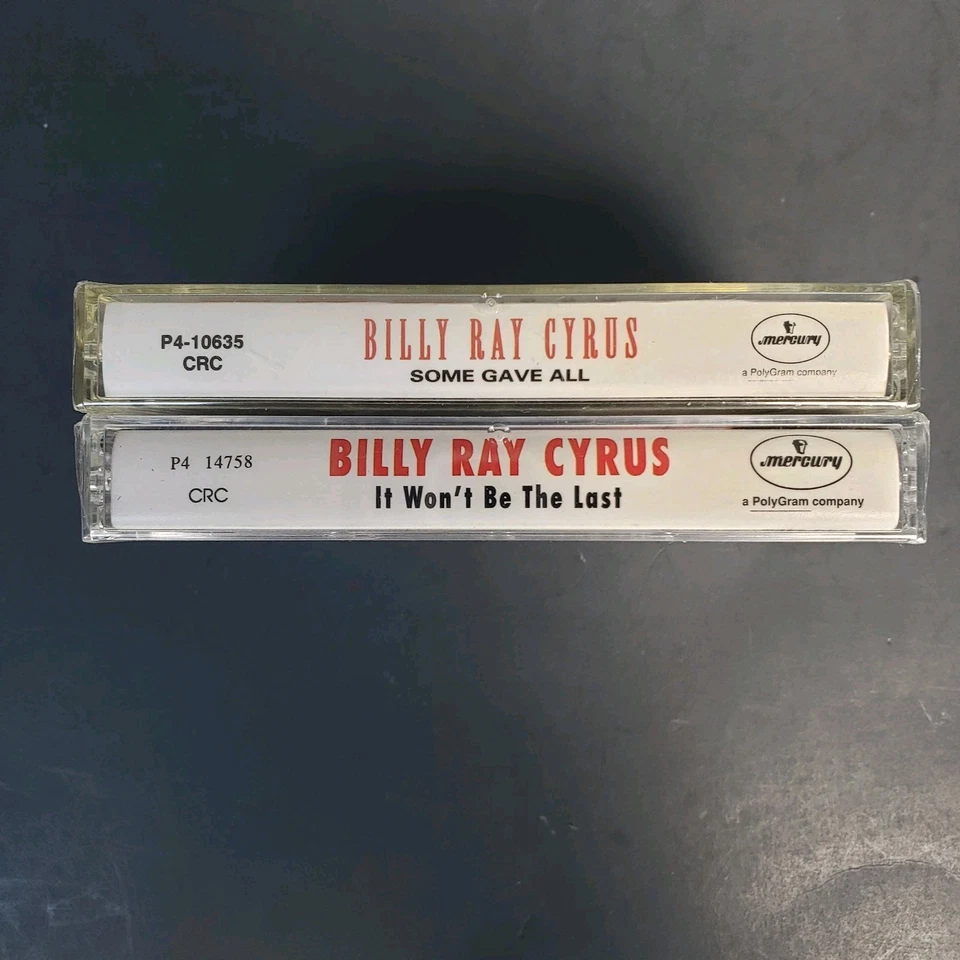 P4-10635
CRC
BILLY RAY CYRUS
SOME GAVE ALL
mercury
a PolyGram company
P4 14758
CRC
BILLY RAY CYRUS
It Won't Be The Last
mercury
a PolyGram company